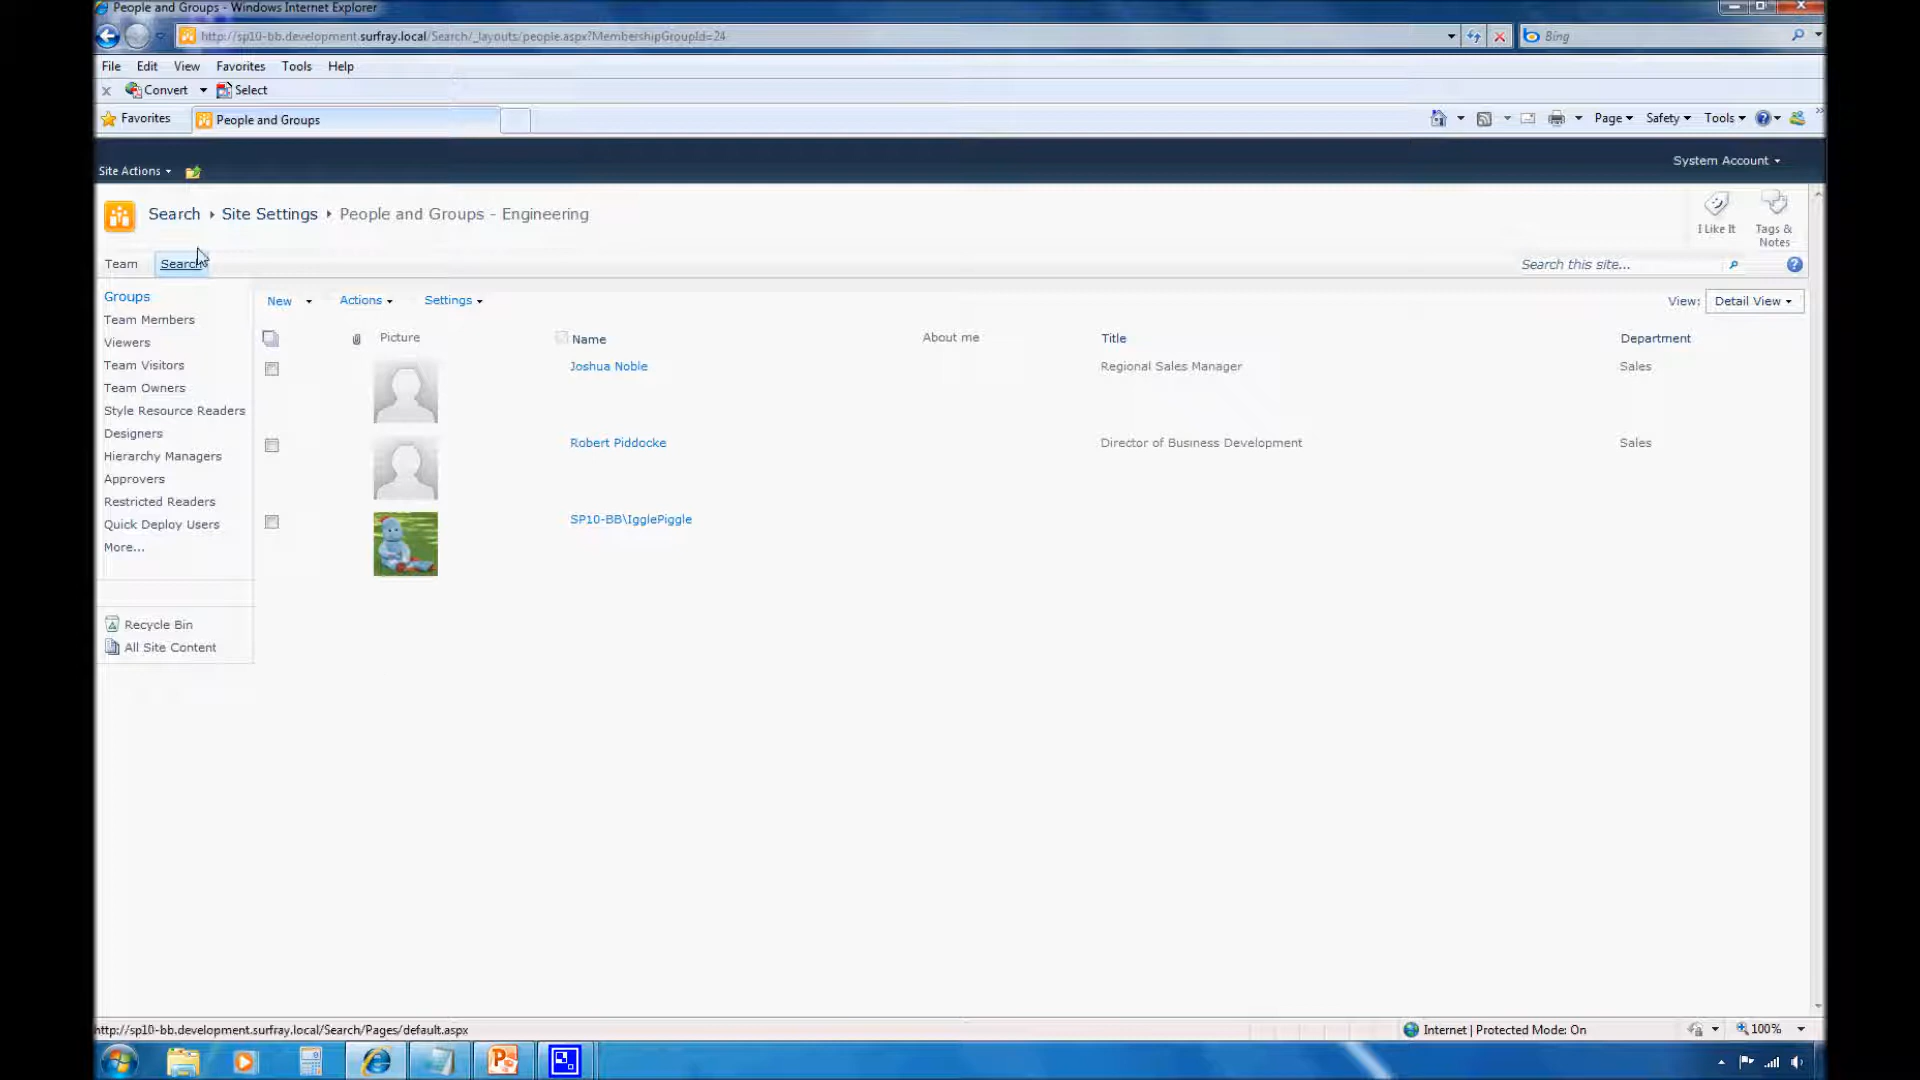 People and Groups - Windows Internet Explorer
http://sp10-bb.development.surfray.local/Search/_layouts/people.aspx?MembershipGroupId=24
Bing
File Edit View Favorites Tools Help
x Convert Select
Favorites People and Groups Page Safety Tools
Site Actions System Account
Search Site Settings People and Groups - Engineering
I Like It Tags & Notes
Team Search Search this site...
Groups
Team Members
Viewers
Team Visitors
Team Owners
Style Resource Readers
Designers
Hierarchy Managers
Approvers
Restricted Readers
Quick Deploy Users
More...
Recycle Bin
All Site Content
New Actions Settings View: Detail View
Picture Name About me Title Department
Joshua Noble Regional Sales Manager Sales
Robert Piddocke Director of Business Development Sales
SP10-BB\IgglePiggle
http://sp10-bb.development.surfray.local/Search/Pages/default.aspx Internet | Protected Mode: On 100%